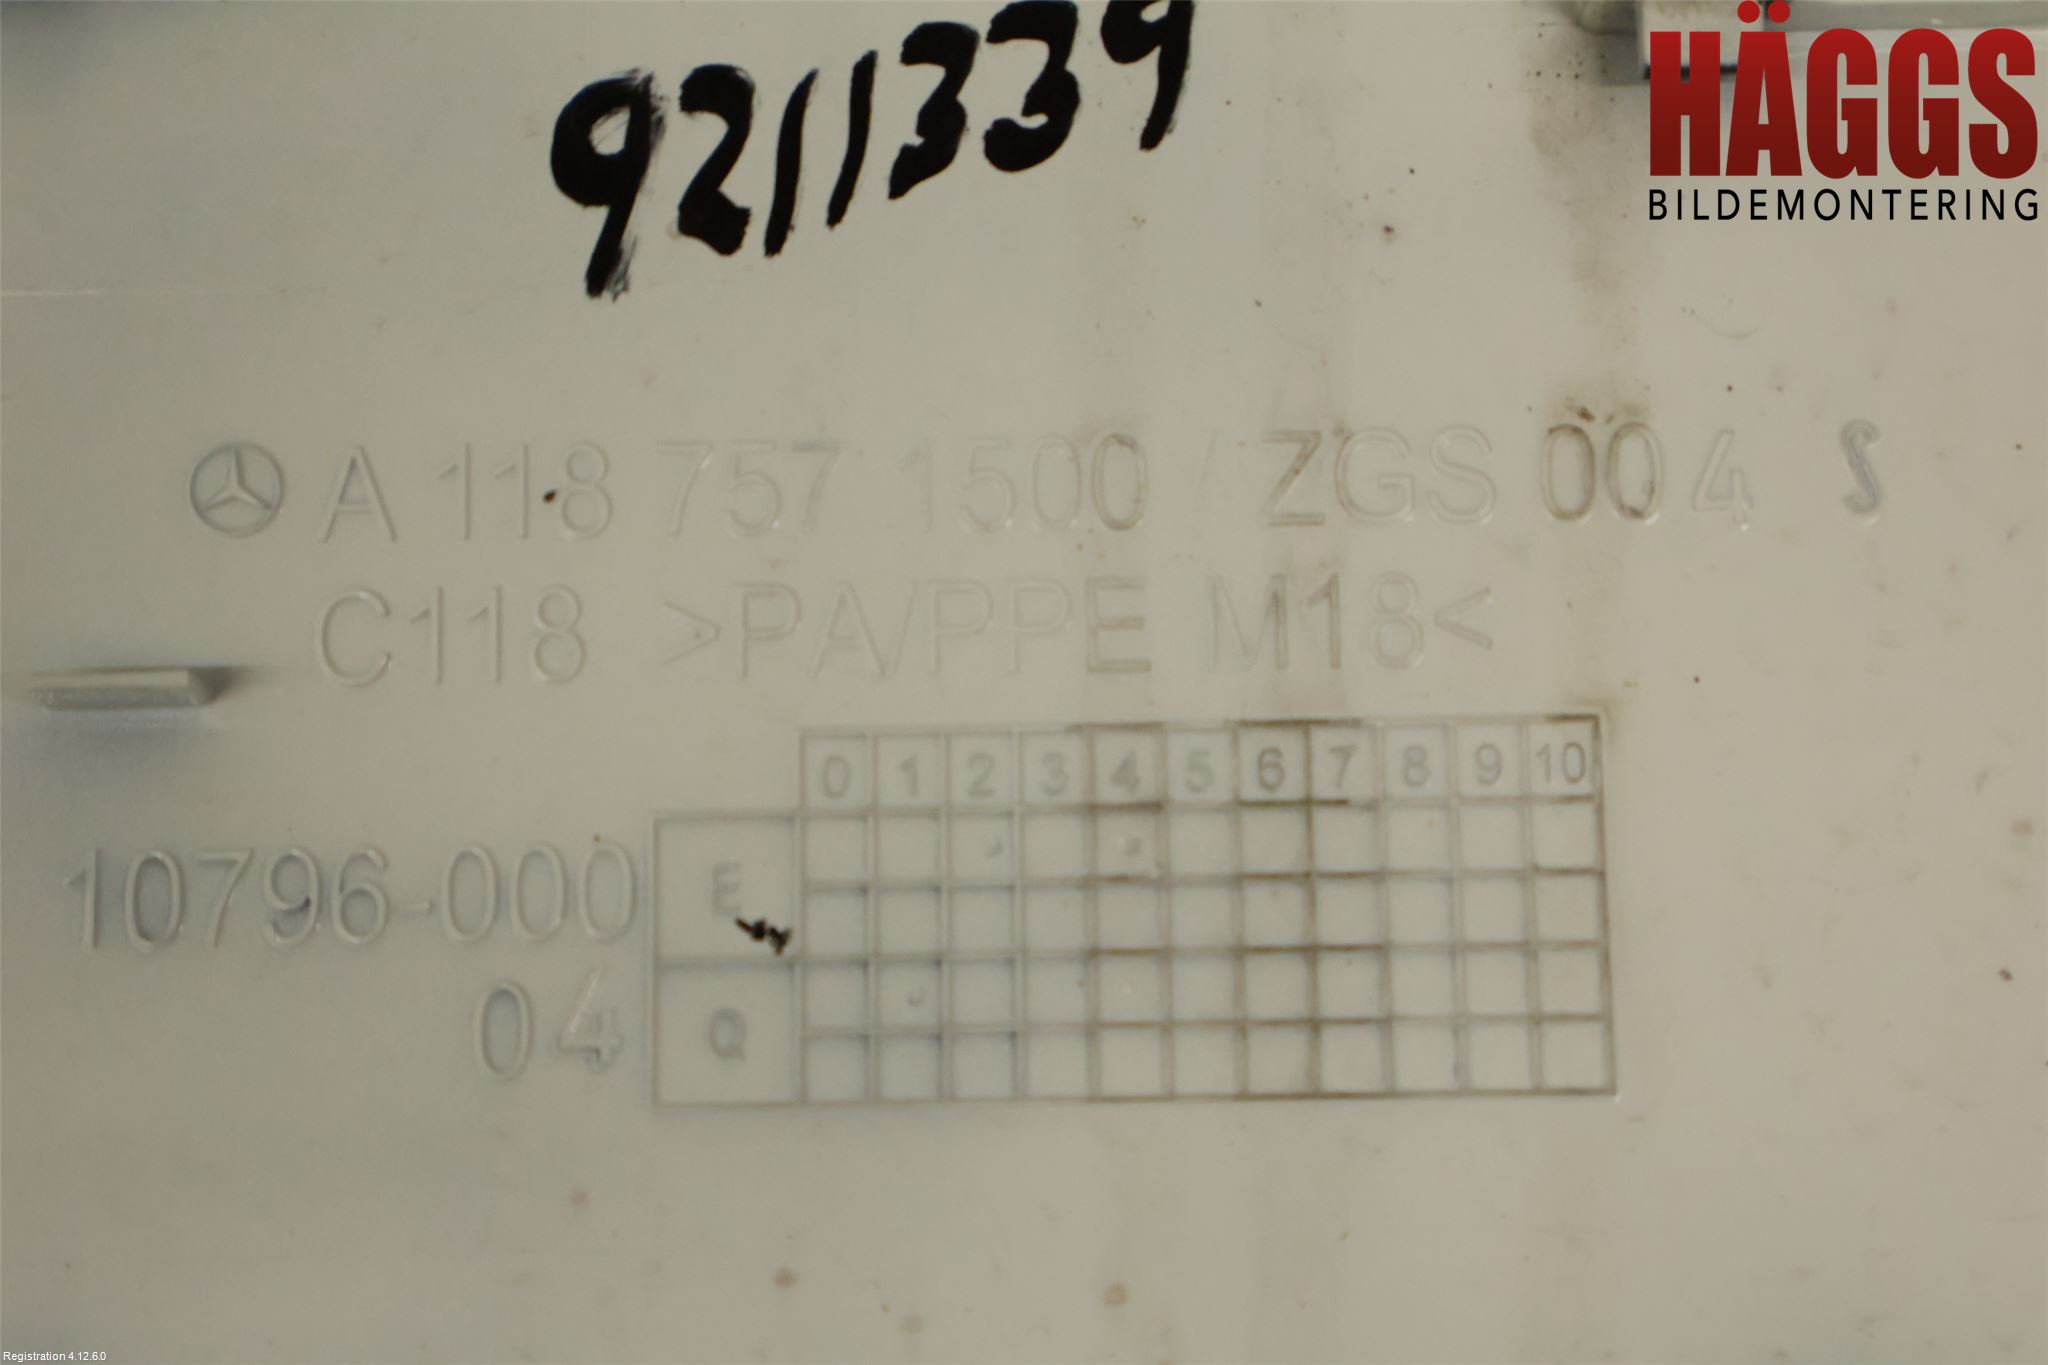 9211339
HÄGGS
BILDEMONTERING
A 118 757 1500 / ZGS 004
C118 >PA/PPE M18<
0 1 2 3 4 5 6 7 8 9 10
10796-000 E
04 Q
Registration 4.12.6.0